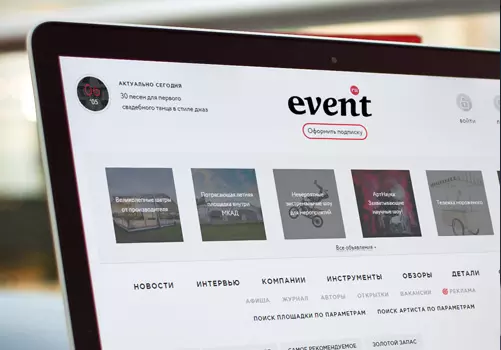 АКТУАЛЬНО СЕГОДНЯ
30 песен для первого
свадебного танца в стиле джаз
'05
event
Оформить подписку
ВОЙТИ
Великолепные шатры
от производителя
Потрясающая летняя
площадка внутри
МКАД
Невероятные
экстремальные шоу
для мероприятий
АртНаука
Захватывающие
научные шоу
Тележка мороженого
Все объявления
НОВОСТИ ИНТЕРВЬЮ КОМПАНИИ ИНСТРУМЕНТЫ ОБЗОРЫ ДЕТАЛИ
АФИША ЖУРНАЛ АВТОРЫ ОТКРЫТКИ ВАКАНСИИ РЕКЛАМА
ПОИСК ПЛОЩАДКИ ПО ПАРАМЕТРАМ ПОИСК АРТИСТА ПО ПАРАМЕТРАМ
САМОЕ РЕКОМЕНДУЕМОЕ ЗОЛОТОЙ ЗАПАС